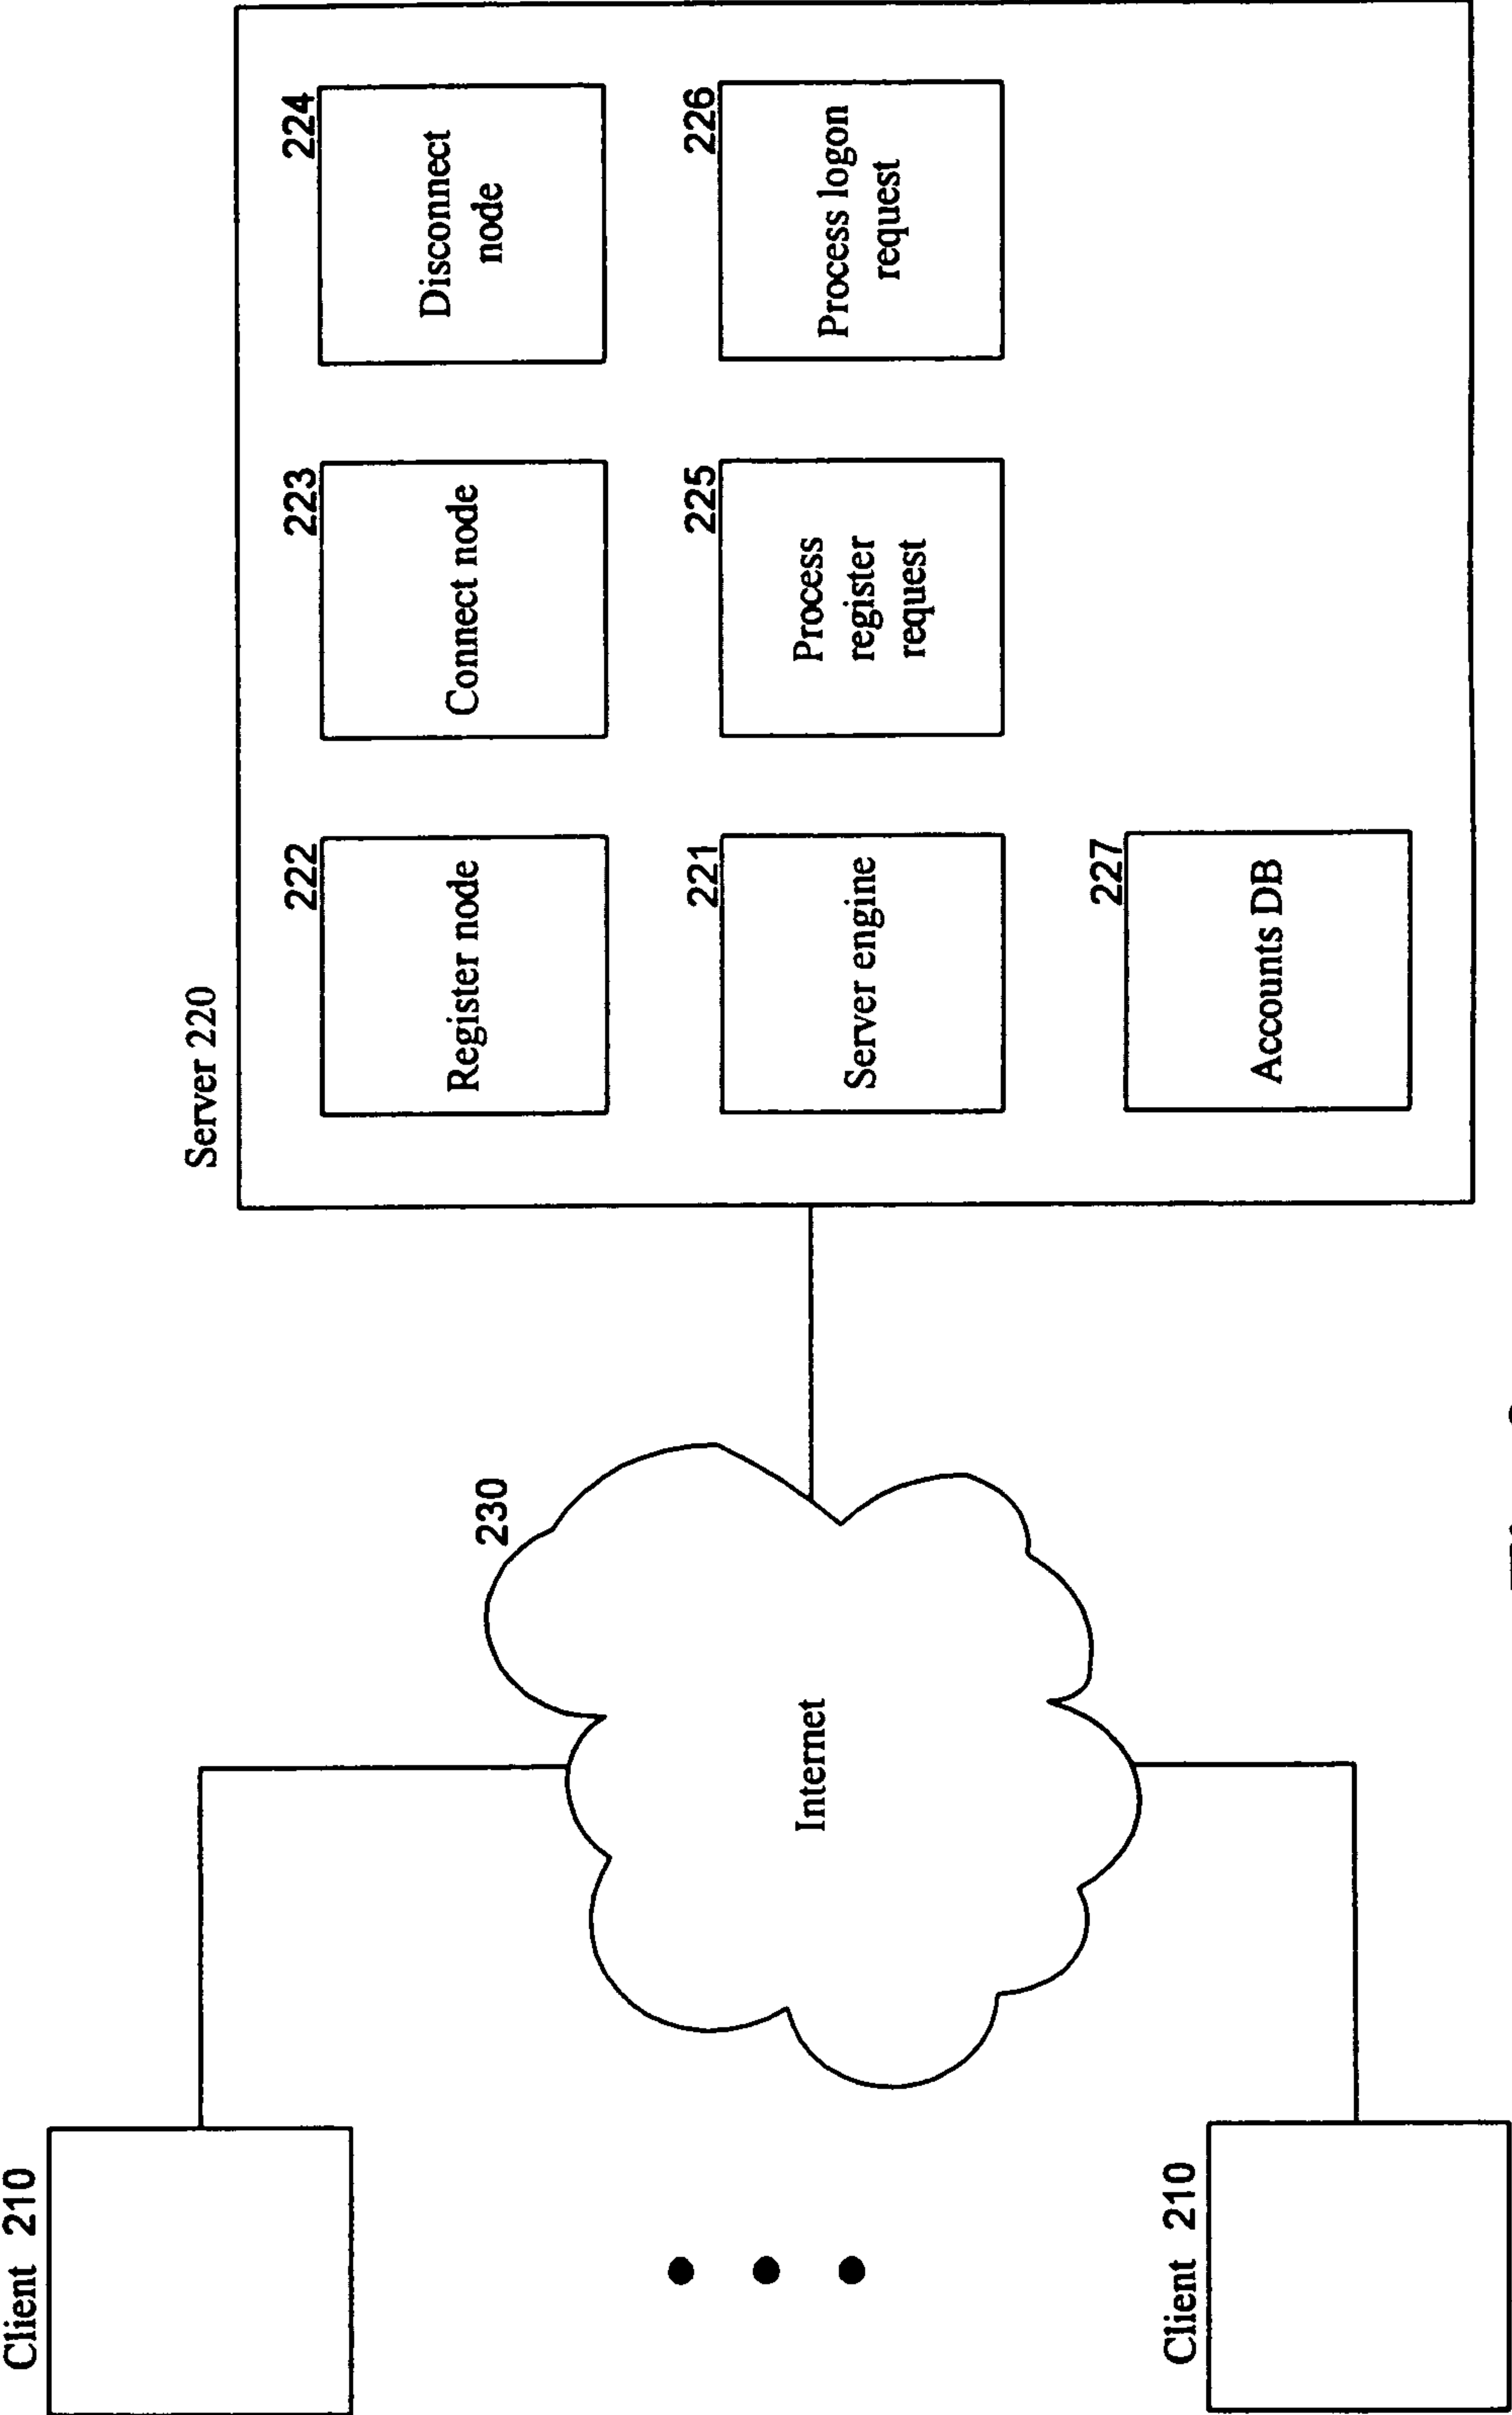 Server 220
222
Register node
223
Connect node
224
Disconnect
node
221
Server engine
225
Process
register
request
226
Process logon
request
227
Accounts DB
Client 210
230
Internet
Client 210